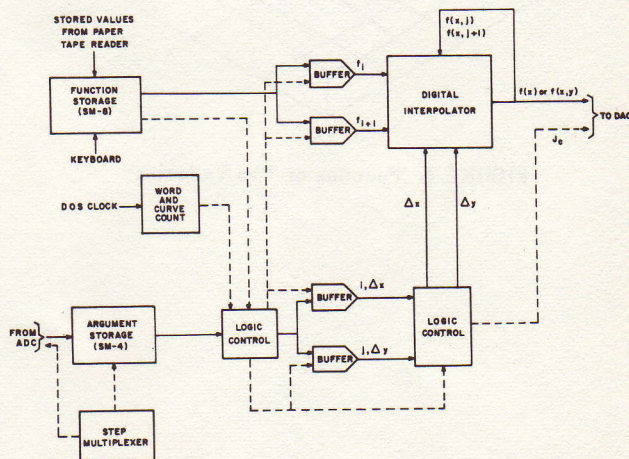 STORED VALUES
FROM PAPER
TAPE READER
FUNCTION
STORAGE
(SM-8)
KEYBOARD
BUFFER
f i
BUFFER
f i+1
f(x, j)
f(x, j+1)
DIGITAL
INTERPOLATOR
f(x) or f(x,y)
TO DAC
J c
DDS CLOCK
WORD
AND
CURVE
COUNT
Δx
Δy
FROM
ADC
ARGUMENT
STORAGE
(SM-4)
LOGIC
CONTROL
BUFFER
i, Δx
BUFFER
j, Δy
LOGIC
CONTROL
STEP
MULTIPLEXER